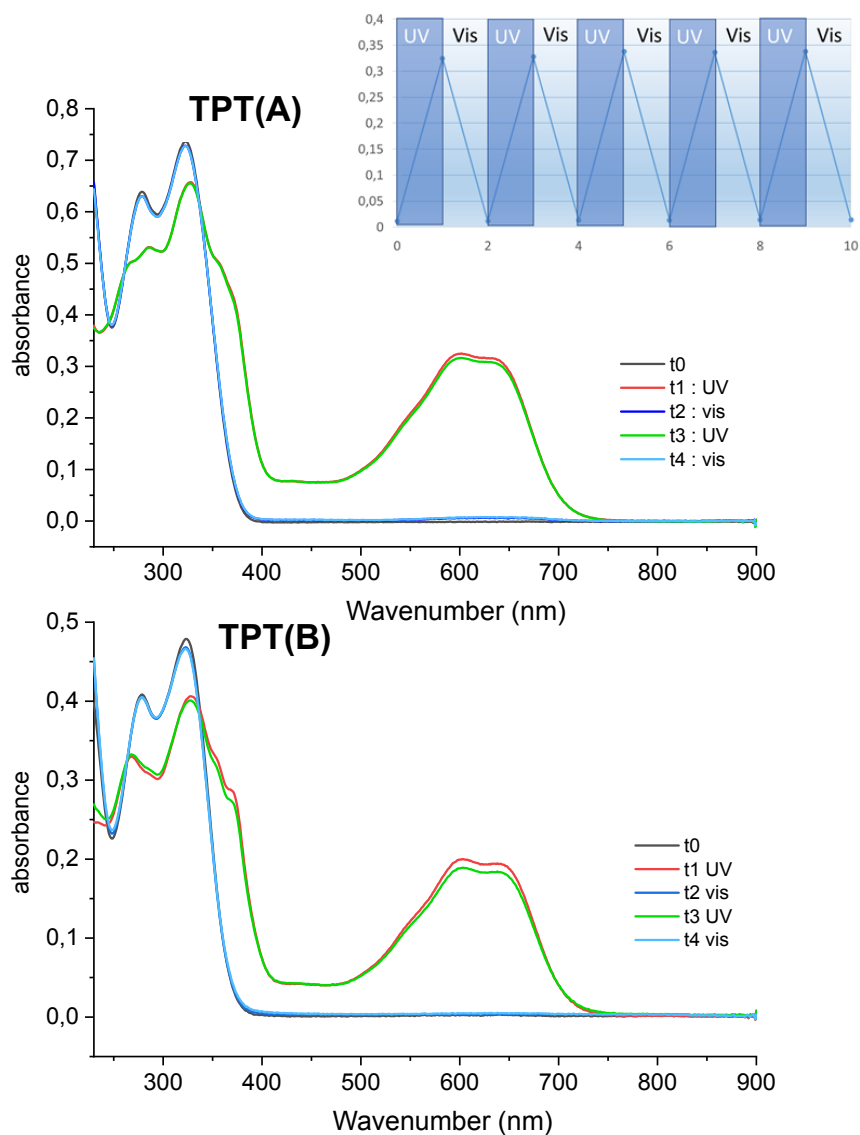 0,4
UV Vis UV Vis UV Vis UV Vis UV Vis
0,35
0,3
0,25
0,2
0,15
0,1
0,05
0
0 2 4 6 8 10
TPT(A)
0,8
0,7
0,6
0,5
0,4
0,3
0,2
0,1
0,0
absorbance
t0
t1 : UV
t2 : vis
t3 : UV
t4 : vis
300 400 500 600 700 800 900
Wavenumber (nm)
TPT(B)
0,5
0,4
0,3
0,2
0,1
0,0
absorbance
t0
t1 UV
t2 vis
t3 UV
t4 vis
300 400 500 600 700 800 900
Wavenumber (nm)